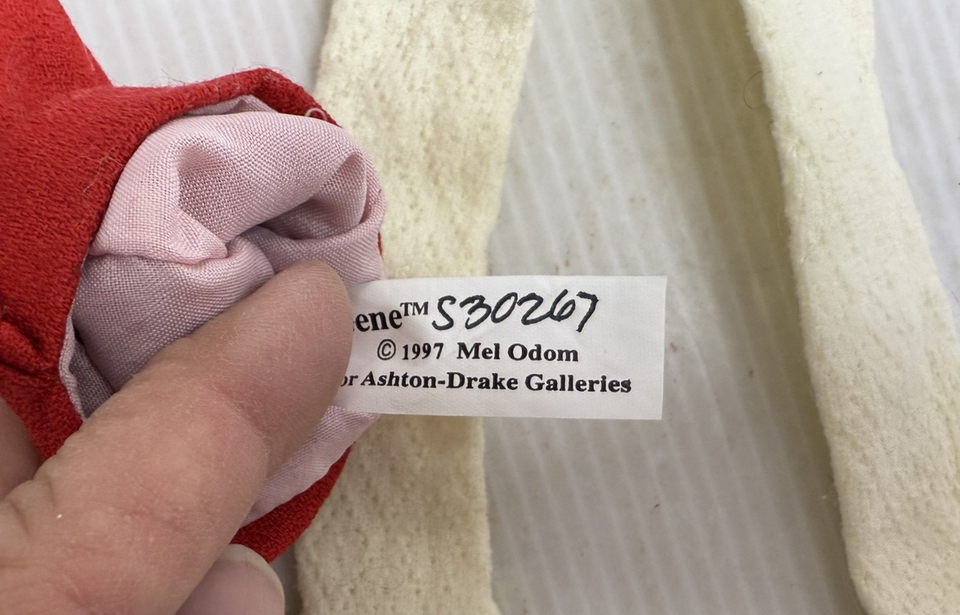 ene™ S30267
© 1997 Mel Odom
or Ashton-Drake Galleries